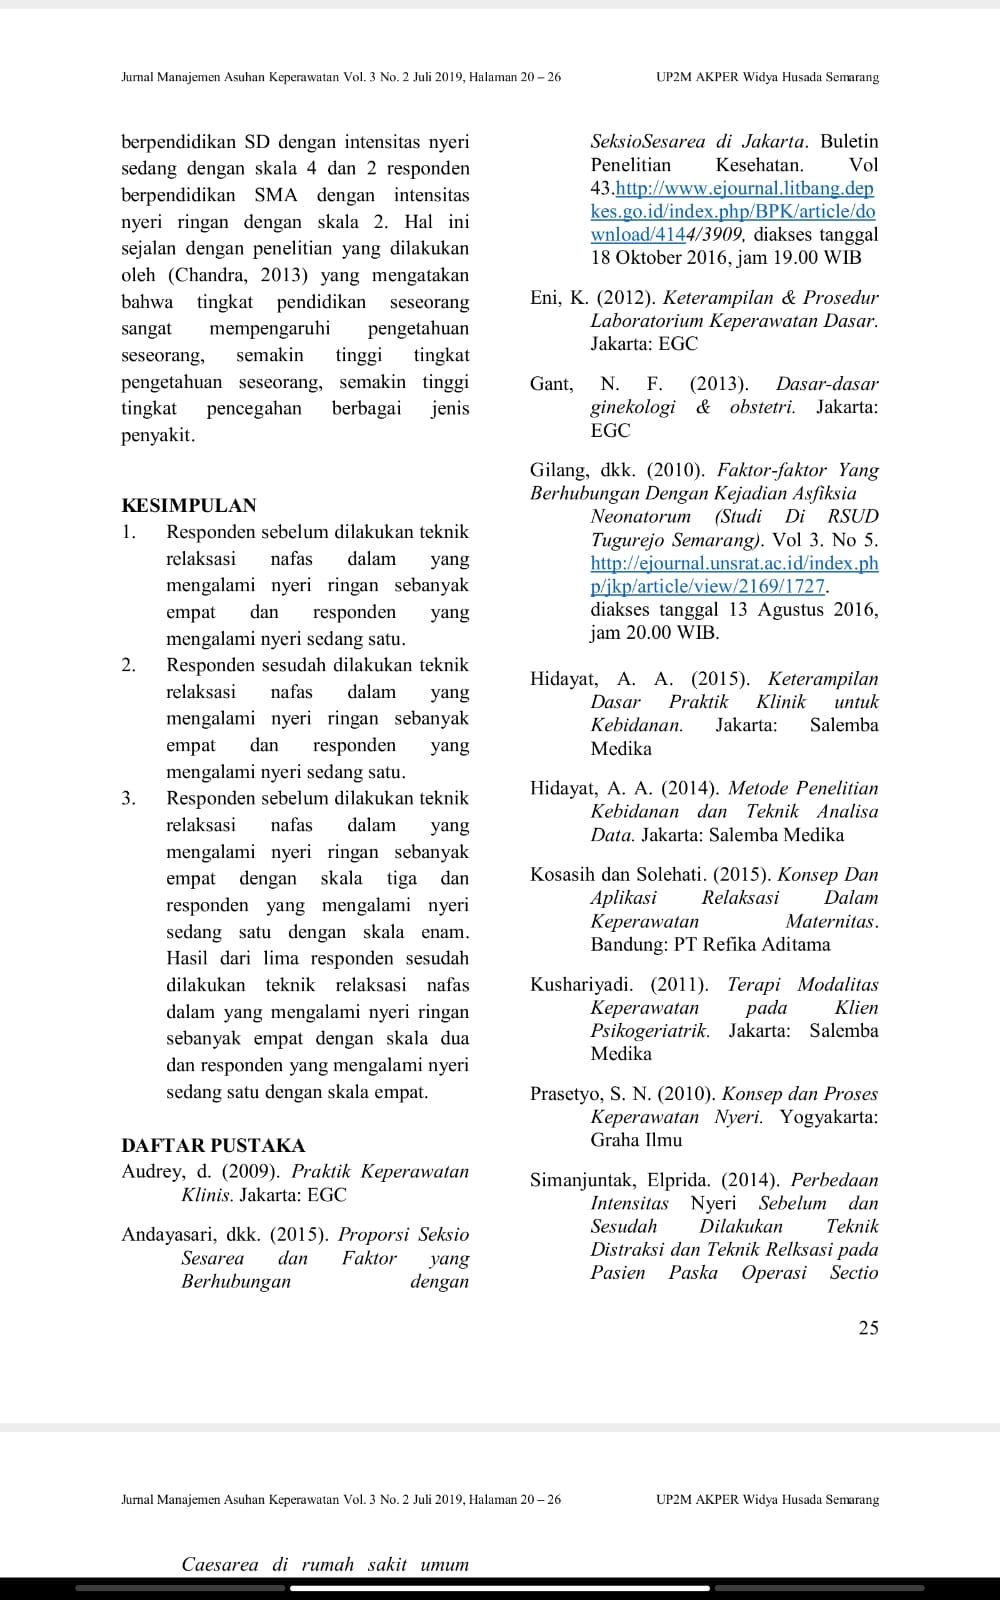 Jurnal Manajemen Asuhan Keperawatan Vol. 3 No. 2 Juli 2019, Halaman 20 – 26 UP2M AKPER Widya Husada Semarang
berpendidikan SD dengan intensitas nyeri
sedang dengan skala 4 dan 2 responden
berpendidikan SMA dengan intensitas
nyeri ringan dengan skala 2. Hal ini
sejalan dengan penelitian yang dilakukan
oleh (Chandra, 2013) yang mengatakan
bahwa tingkat pendidikan seseorang
sangat mempengaruhi pengetahuan
seseorang, semakin tinggi tingkat
pengetahuan seseorang, semakin tinggi
tingkat pencegahan berbagai jenis
penyakit.
KESIMPULAN
1. Responden sebelum dilakukan teknik
relaksasi nafas dalam yang
mengalami nyeri ringan sebanyak
empat dan responden yang
mengalami nyeri sedang satu.
2. Responden sesudah dilakukan teknik
relaksasi nafas dalam yang
mengalami nyeri ringan sebanyak
empat dan responden yang
mengalami nyeri sedang satu.
3. Responden sebelum dilakukan teknik
relaksasi nafas dalam yang
mengalami nyeri ringan sebanyak
empat dengan skala tiga dan
responden yang mengalami nyeri
sedang satu dengan skala enam.
Hasil dari lima responden sesudah
dilakukan teknik relaksasi nafas
dalam yang mengalami nyeri ringan
sebanyak empat dengan skala dua
dan responden yang mengalami nyeri
sedang satu dengan skala empat.
DAFTAR PUSTAKA
Audrey, d. (2009). Praktik Keperawatan
Klinis. Jakarta: EGC
Andayasari, dkk. (2015). Proporsi Seksio
Sesarea dan Faktor yang
Berhubungan dengan
SeksioSesarea di Jakarta. Buletin
Penelitian Kesehatan. Vol
43.http://www.ejournal.litbang.dep
kes.go.id/index.php/BPK/article/do
wnload/4144/3909, diakses tanggal
18 Oktober 2016, jam 19.00 WIB
Eni, K. (2012). Keterampilan & Prosedur
Laboratorium Keperawatan Dasar.
Jakarta: EGC
Gant, N. F. (2013). Dasar-dasar
ginekologi & obstetri. Jakarta:
EGC
Gilang, dkk. (2010). Faktor-faktor Yang
Berhubungan Dengan Kejadian Asfiksia
Neonatorum (Studi Di RSUD
Tugurejo Semarang). Vol 3. No 5.
http://ejournal.unsrat.ac.id/index.ph
p/jkp/article/view/2169/1727.
diakses tanggal 13 Agustus 2016,
jam 20.00 WIB.
Hidayat, A. A. (2015). Keterampilan
Dasar Praktik Klinik untuk
Kebidanan. Jakarta: Salemba
Medika
Hidayat, A. A. (2014). Metode Penelitian
Kebidanan dan Teknik Analisa
Data. Jakarta: Salemba Medika
Kosasih dan Solehati. (2015). Konsep Dan
Aplikasi Relaksasi Dalam
Keperawatan Maternitas.
Bandung: PT Refika Aditama
Kushariyadi. (2011). Terapi Modalitas
Keperawatan pada Klien
Psikogeriatrik. Jakarta: Salemba
Medika
Prasetyo, S. N. (2010). Konsep dan Proses
Keperawatan Nyeri. Yogyakarta:
Graha Ilmu
Simanjuntak, Elprida. (2014). Perbedaan
Intensitas Nyeri Sebelum dan
Sesudah Dilakukan Teknik
Distraksi dan Teknik Relksasi pada
Pasien Paska Operasi Sectio
25
Jurnal Manajemen Asuhan Keperawatan Vol. 3 No. 2 Juli 2019, Halaman 20 – 26 UP2M AKPER Widya Husada Semarang
Caesarea di rumah sakit umum